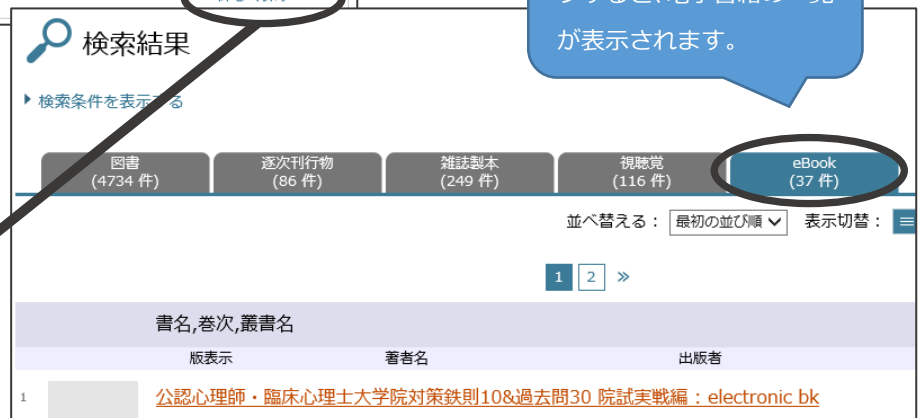 が表示されます。
検索結果
検索条件を表示する
図書 逐次刊行物 雑誌製本 視聴覚 eBook
(4734 件) (86 件) (249 件) (116 件) (37 件)
並べ替える： 最初の並び順 表示切替：
1 2 »
書名,巻次,叢書名
版表示 著者名 出版者
1 公認心理師・臨床心理士大学院対策鉄則10&過去問30 院試実戦編 : electronic bk